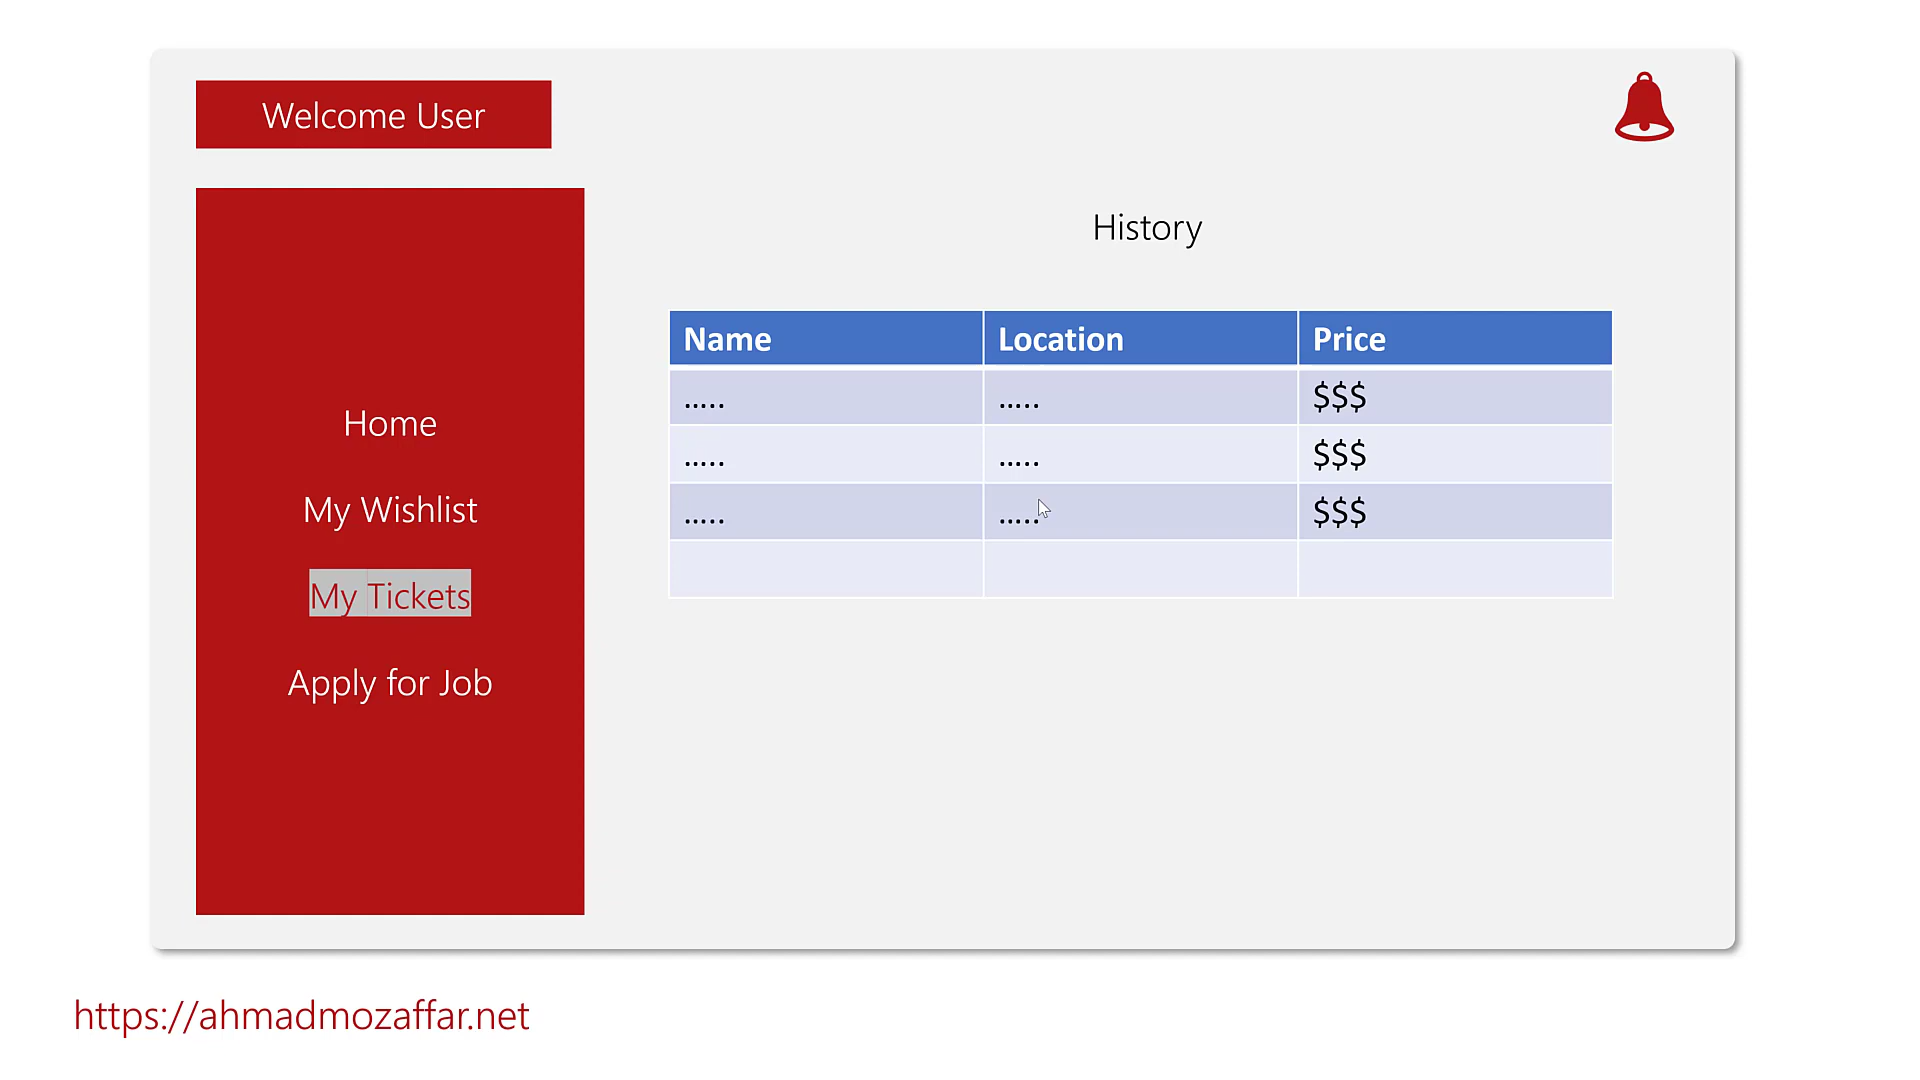 Welcome User
Home
My Wishlist
My Tickets
Apply for Job
History
Name Location Price
..... ..... $$$
..... ..... $$$
..... ..... $$$
https://ahmadmozaffar.net